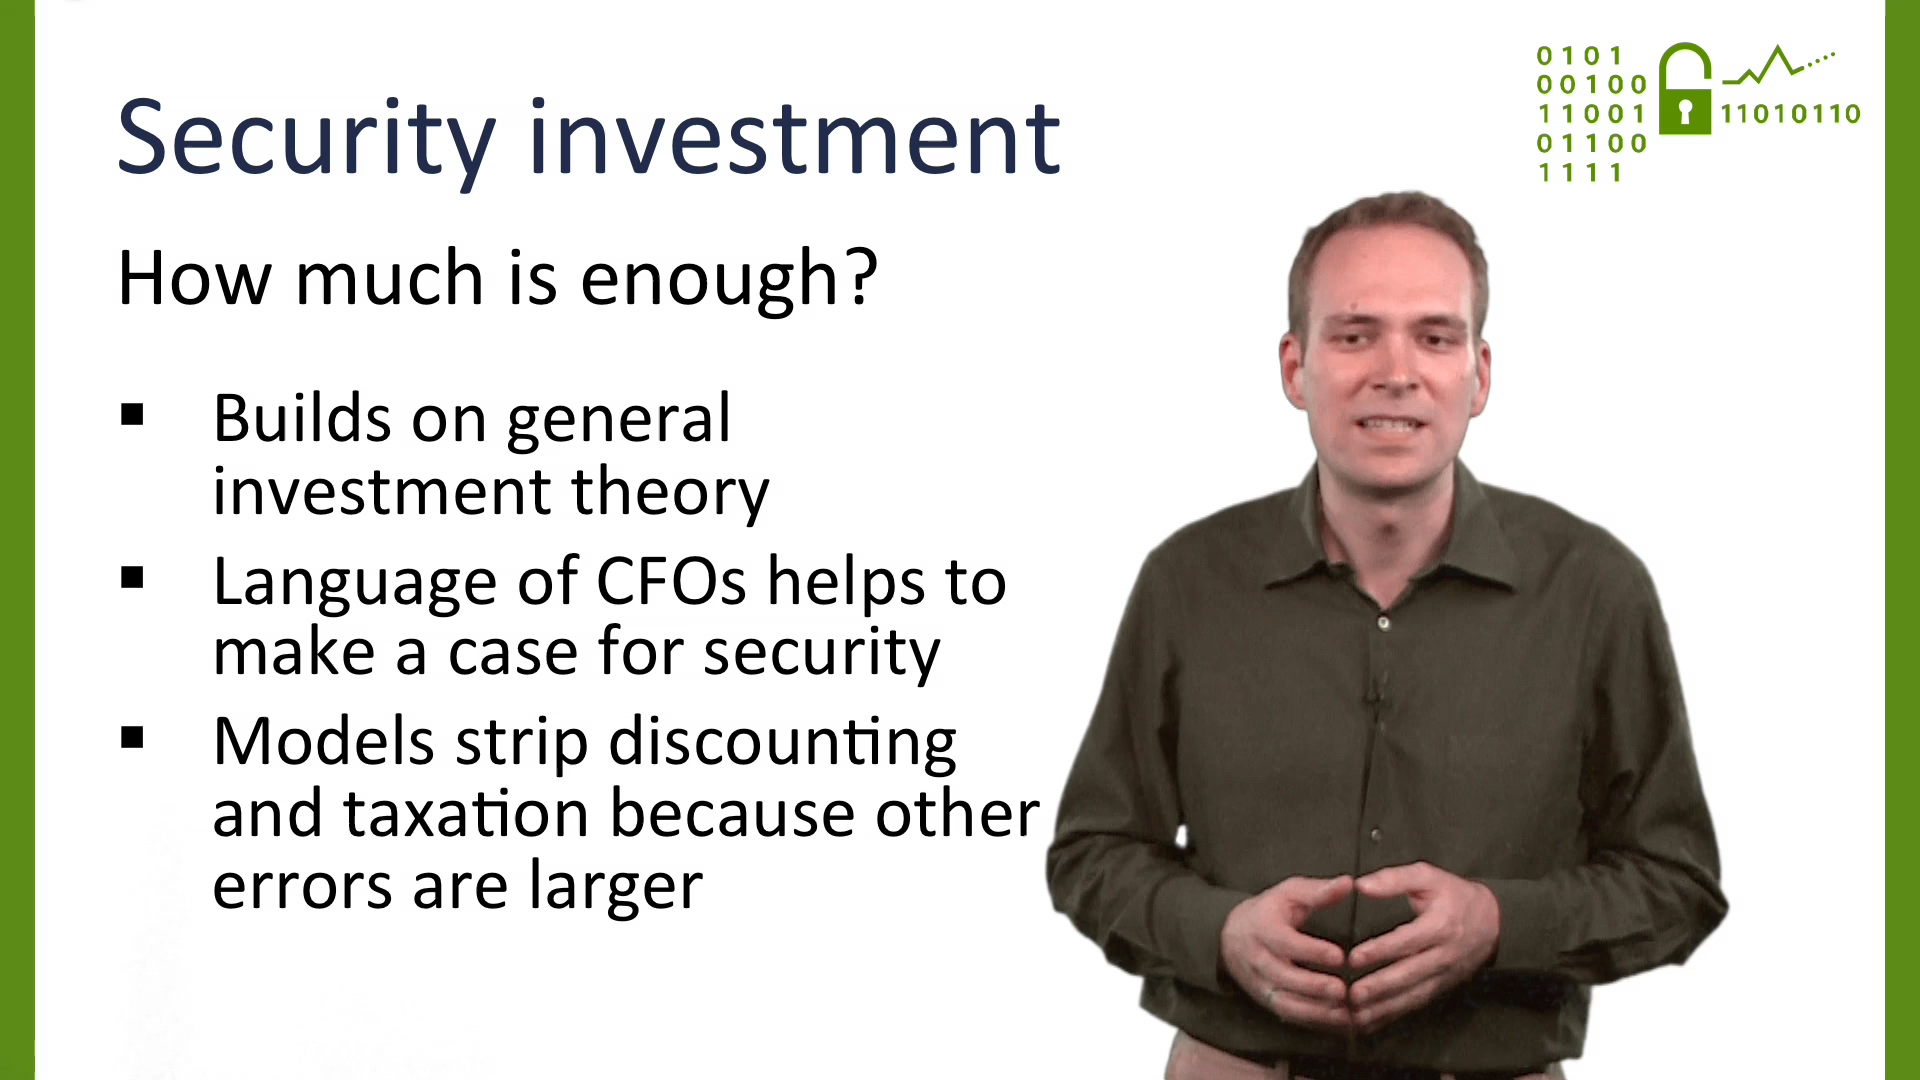 Security investment
How much is enough?
▪ Builds on general
investment theory
▪ Language of CFOs helps to
make a case for security
▪ Models strip discounting
and taxation because other
errors are larger
0101
00100
11001
01100
1111
11010110